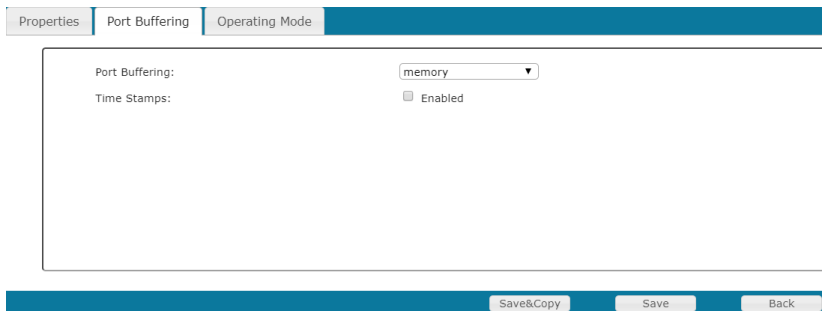 Properties Port Buffering Operating Mode
Port Buffering: memory
Time Stamps: Enabled
Save&Copy Save Back